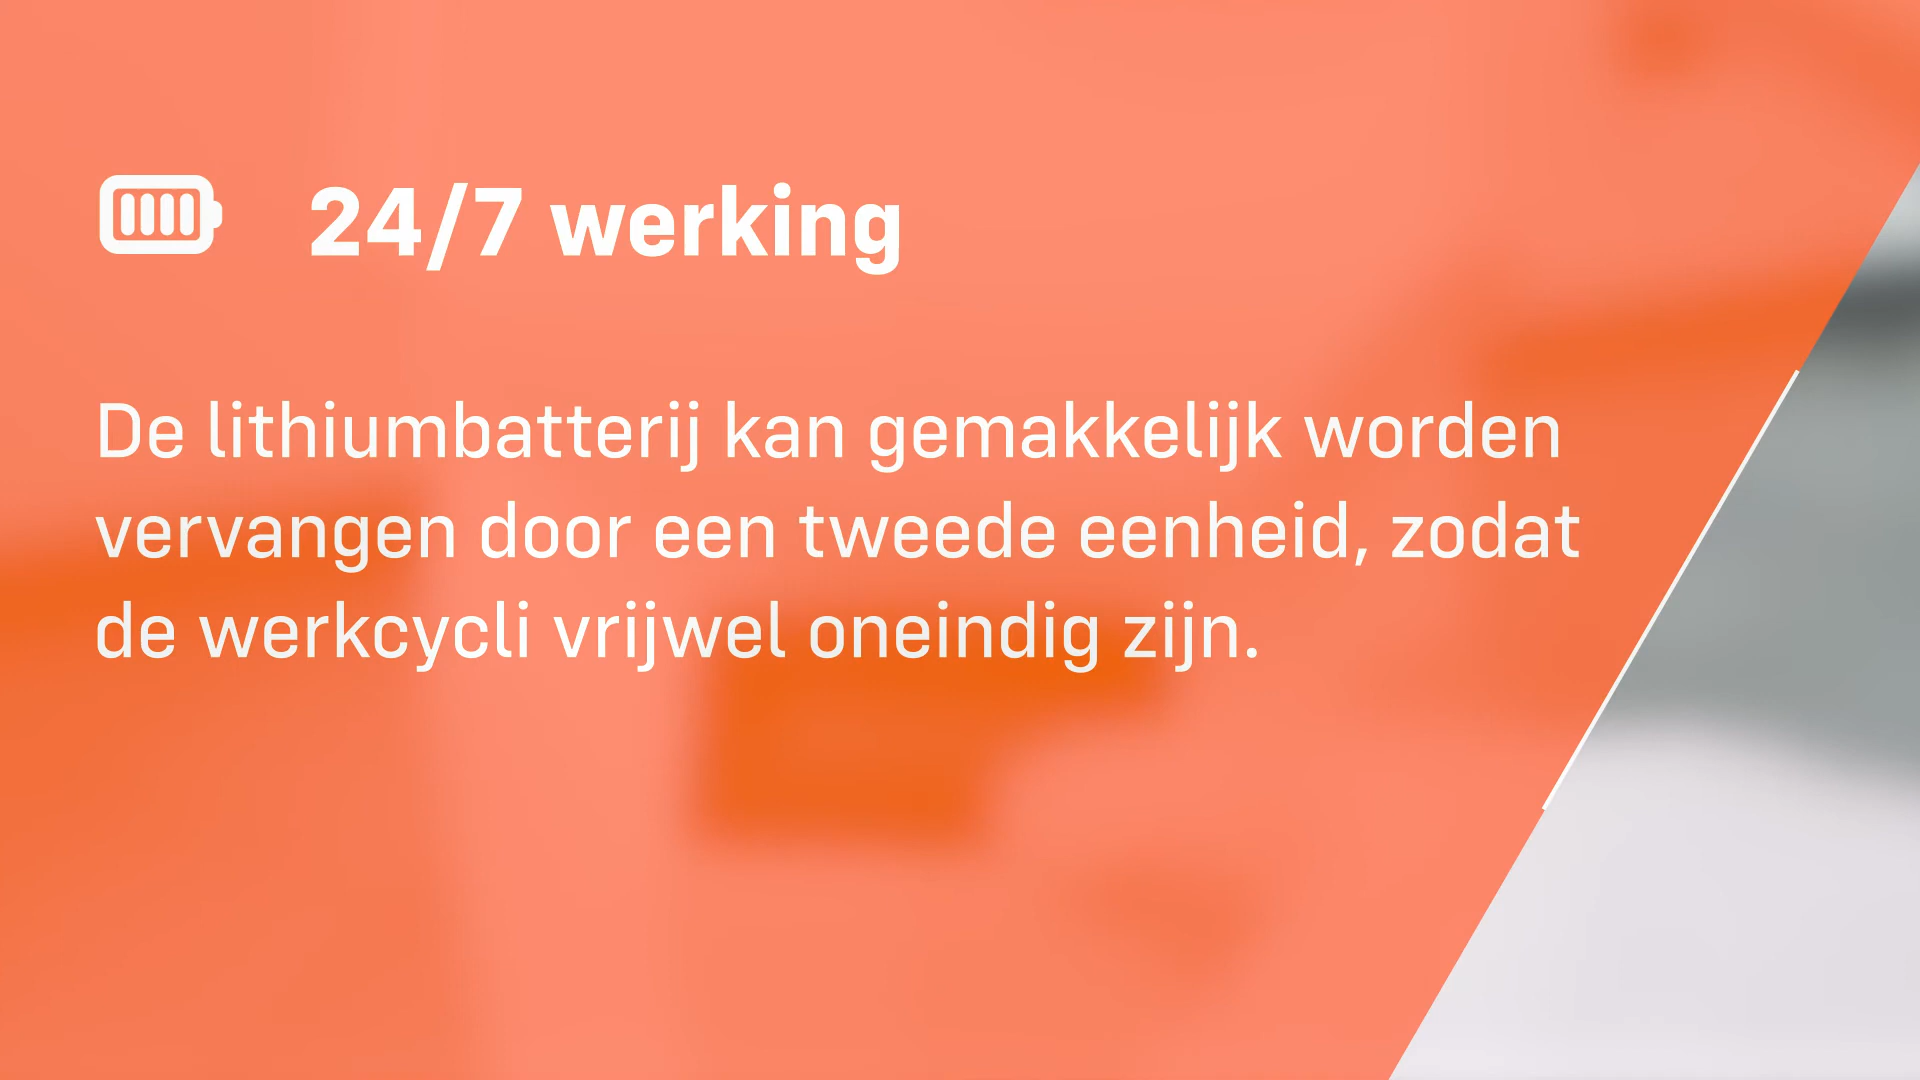 24/7 werking
De lithiumbatterij kan gemakkelijk worden
vervangen door een tweede eenheid, zodat
de werkcycli vrijwel oneindig zijn.